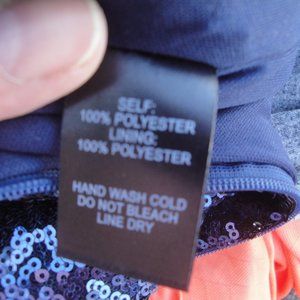 SELF:
100% POLYESTER
LINING:
100% POLYESTER
HAND WASH COLD
DO NOT BLEACH
LINE DRY